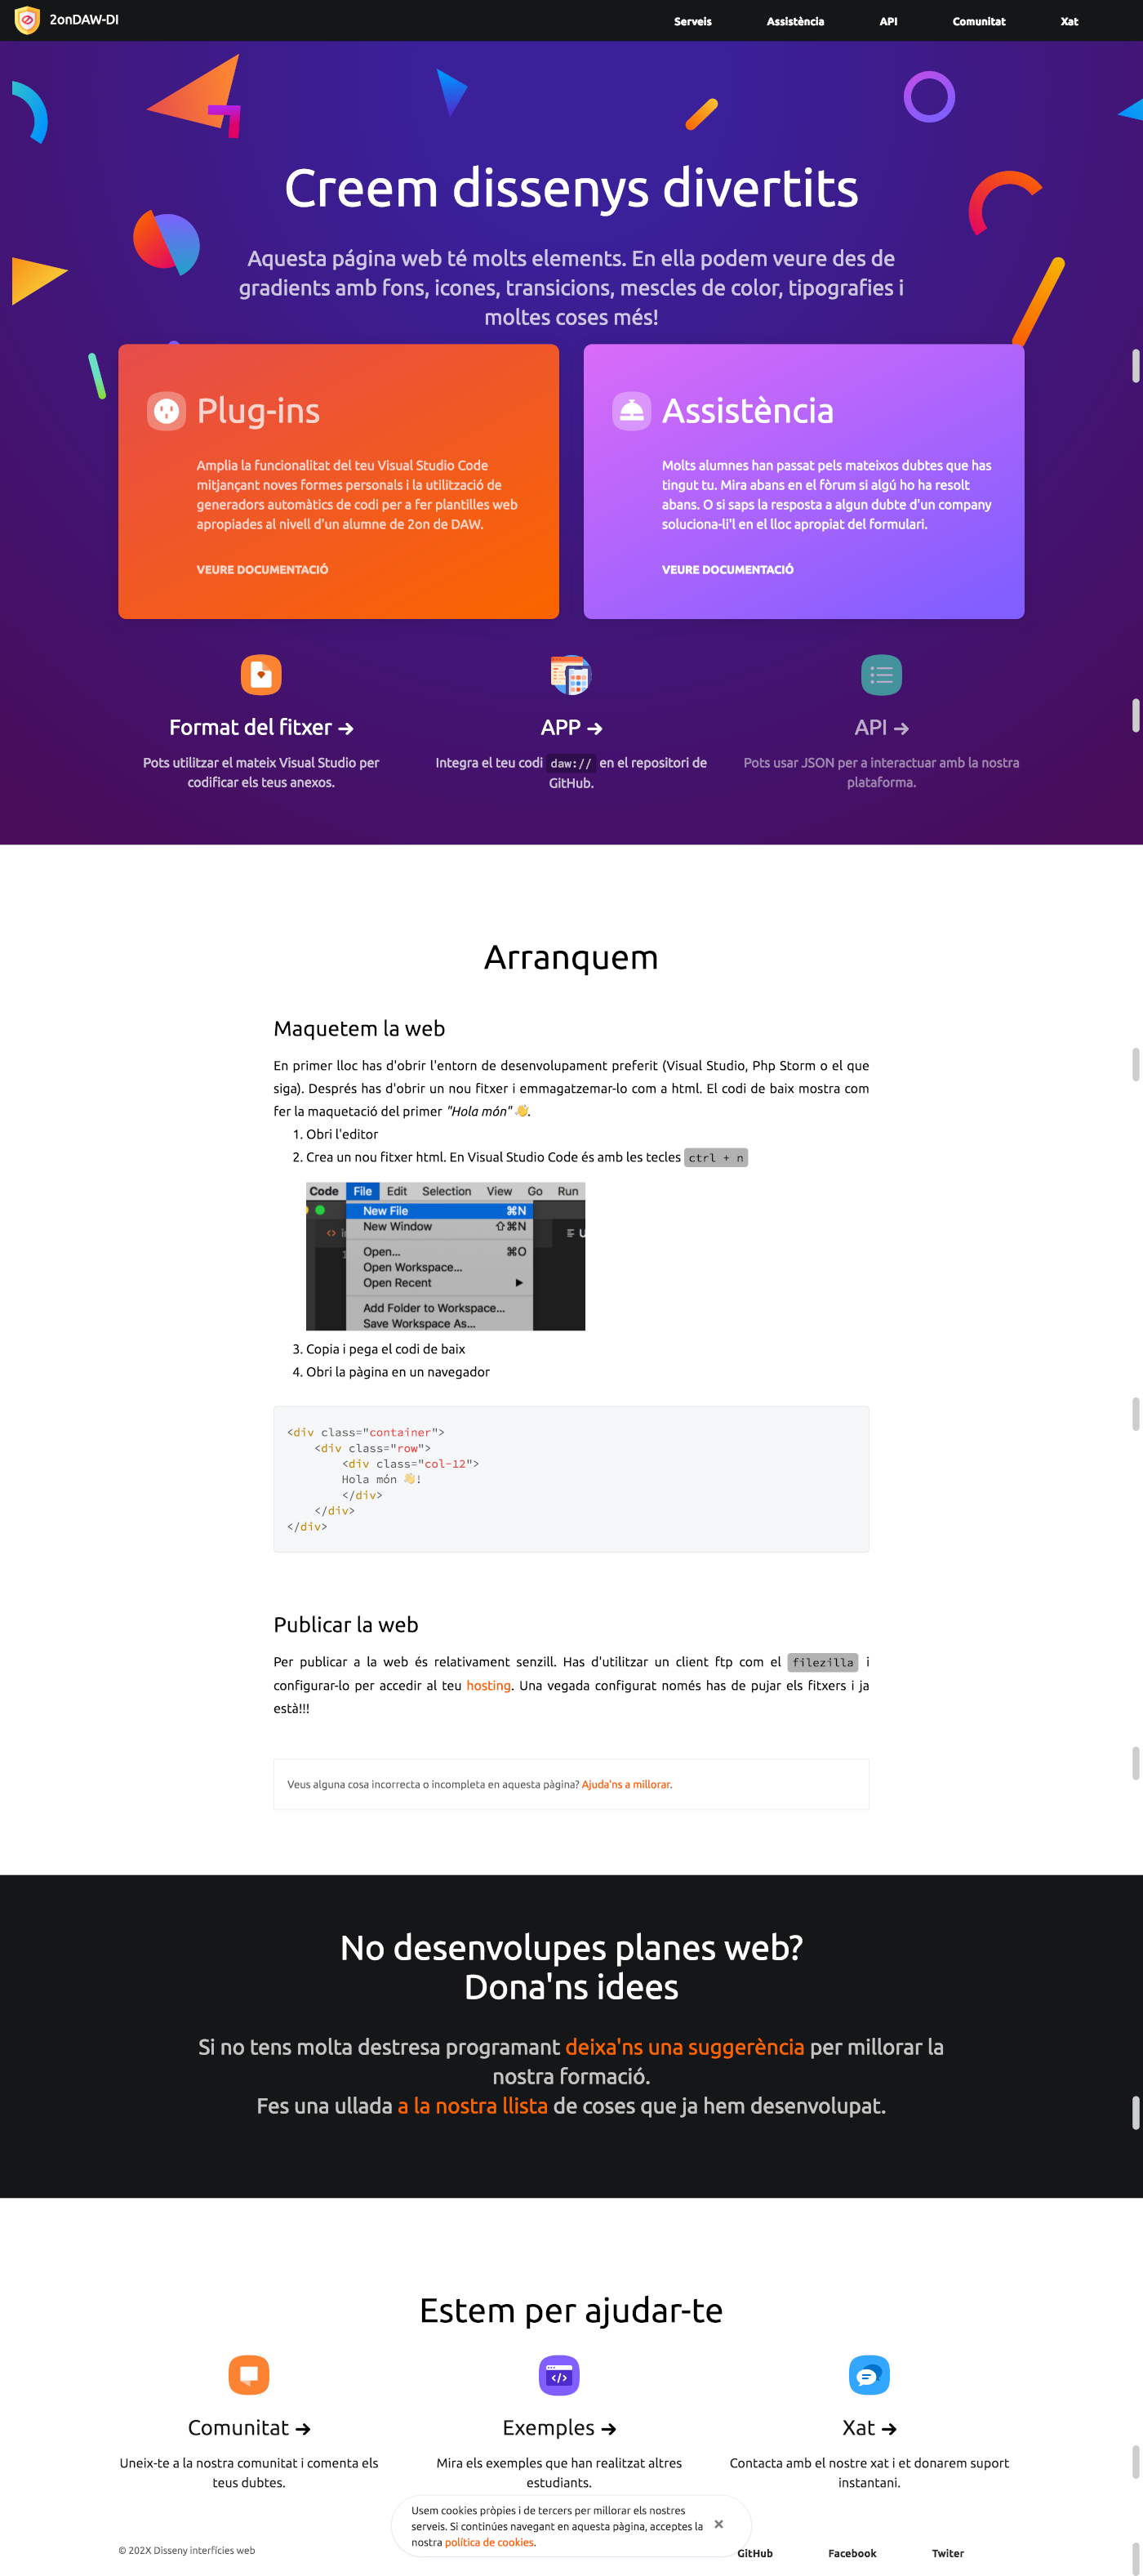 2onDAW-DI
Serveis Assistència API Comunitat Xat
Creem dissenys divertits
Aquesta página web té molts elements. En ella podem veure des de
gradients amb fons, icones, transicions, mescles de color, tipografies i
moltes coses més!
Plug-ins
Amplia la funcionalitat del teu Visual Studio Code
mitjançant noves formes personals i la utilització de
generadors automàtics de codi per a fer plantilles web
apropiades al nivell d'un alumne de 2on de DAW.
VEURE DOCUMENTACIÓ
Assistència
Molts alumnes han passat pels mateixos dubtes que has
tingut tu. Mira abans en el fòrum si algú ho ha resolt
abans. O si saps la resposta a algun dubte d'un company
soluciona-li'l en el lloc apropiat del formulari.
VEURE DOCUMENTACIÓ
Format del fitxer →
Pots utilitzar el mateix Visual Studio per
codificar els teus anexos.
APP →
Integra el teu codi daw:// en el repositori de
GitHub.
API →
Pots usar JSON per a interactuar amb la nostra
plataforma.
Arranquem
Maquetem la web
En primer lloc has d'obrir l'entorn de desenvolupament preferit (Visual Studio, Php Storm o el que
siga). Després has d'obrir un nou fitxer i emmagatzemar-lo com a html. El codi de baix mostra com
fer la maquetació del primer "Hola món" 👋.
1. Obri l'editor
2. Crea un nou fitxer html. En Visual Studio Code és amb les tecles ctrl + n
Code File Edit Selection View Go Run
New File ⌘N
New Window ⇧⌘N
Open... ⌘O
Open Workspace...
Open Recent ▶
Add Folder to Workspace...
Save Workspace As...
3. Copia i pega el codi de baix
4. Obri la pàgina en un navegador
<div class="container">
<div class="row">
<div class="col-12">
Hola món 👋!
</div>
</div>
</div>
Publicar la web
Per publicar a la web és relativament senzill. Has d'utilitzar un client ftp com el filezilla i
configurar-lo per accedir al teu hosting. Una vegada configurat només has de pujar els fitxers i ja
està!!!
Veus alguna cosa incorrecta o incompleta en aquesta pàgina? Ajuda'ns a millorar.
No desenvolupes planes web?
Dona'ns idees
Si no tens molta destresa programant deixa'ns una suggerència per millorar la
nostra formació.
Fes una ullada a la nostra llista de coses que ja hem desenvolupat.
Estem per ajudar-te
Comunitat →
Uneix-te a la nostra comunitat i comenta els
teus dubtes.
Exemples →
Mira els exemples que han realitzat altres
estudiants.
Xat →
Contacta amb el nostre xat i et donarem suport
instantani.
Usem cookies pròpies i de tercers per millorar els nostres
serveis. Si continúes navegant en aquesta pàgina, acceptes la
nostra política de cookies.
×
© 202X Disseny interfícies web
GitHub Facebook Twiter